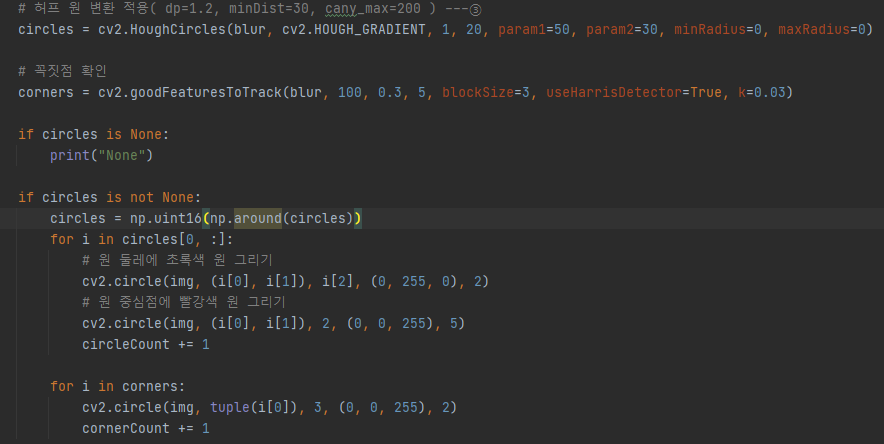 # 허프 원 변환 적용( dp=1.2, minDist=30, cany_max=200 ) ---③
circles = cv2.HoughCircles(blur, cv2.HOUGH_GRADIENT, 1, 20, param1=50, param2=30, minRadius=0, maxRadius=0)
# 꼭짓점 확인
corners = cv2.goodFeaturesToTrack(blur, 100, 0.3, 5, blockSize=3, useHarrisDetector=True, k=0.03)
if circles is None:
    print("None")
if circles is not None:
    circles = np.uint16(np.around(circles))
    for i in circles[0, :]:
        # 원 둘레에 초록색 원 그리기
        cv2.circle(img, (i[0], i[1]), i[2], (0, 255, 0), 2)
        # 원 중심점에 빨강색 원 그리기
        cv2.circle(img, (i[0], i[1]), 2, (0, 0, 255), 5)
        circleCount += 1
    for i in corners:
        cv2.circle(img, tuple(i[0]), 3, (0, 0, 255), 2)
        cornerCount += 1